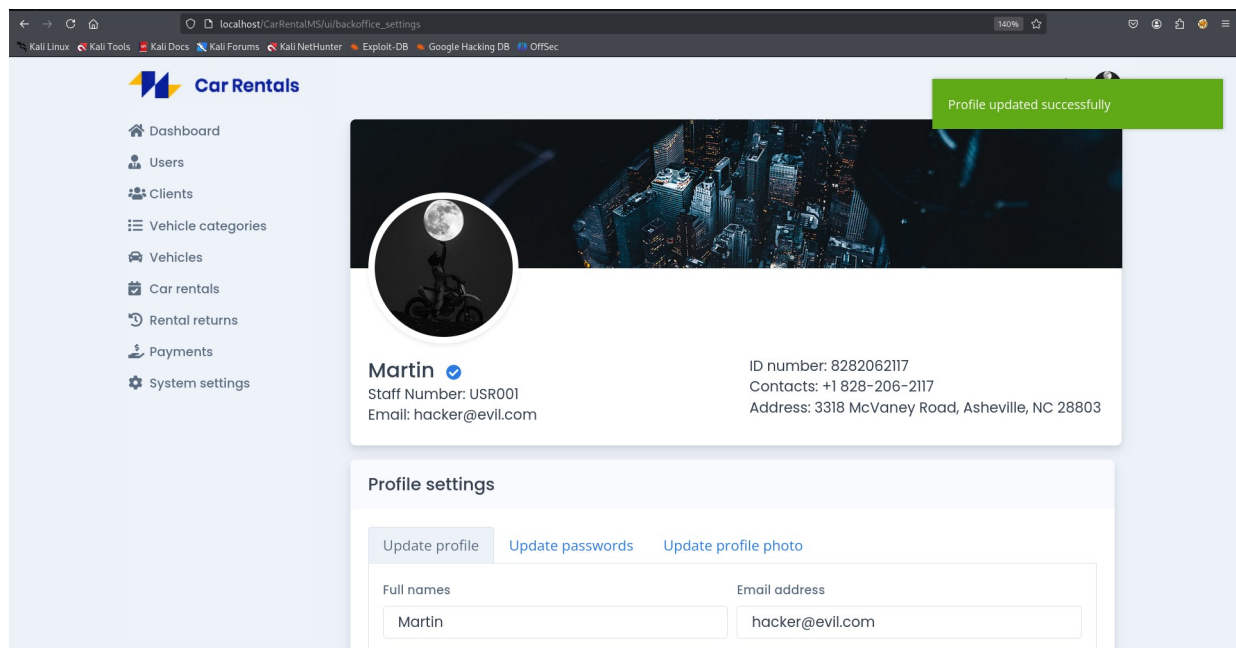 localhost/CarRentalMS/ui/backoffice_settings
140%
Kali Linux Kali Tools Kali Docs Kali Forums Kali NetHunter Exploit-DB Google Hacking DB OffSec
Car Rentals
Profile updated successfully
Dashboard
Users
Clients
Vehicle categories
Vehicles
Car rentals
Rental returns
Payments
System settings
Martin
Staff Number: USR001
Email: hacker@evil.com
ID number: 8282062117
Contacts: +1 828-206-2117
Address: 3318 McVaney Road, Asheville, NC 28803
Profile settings
Update profile Update passwords Update profile photo
Full names Email address
Martin hacker@evil.com